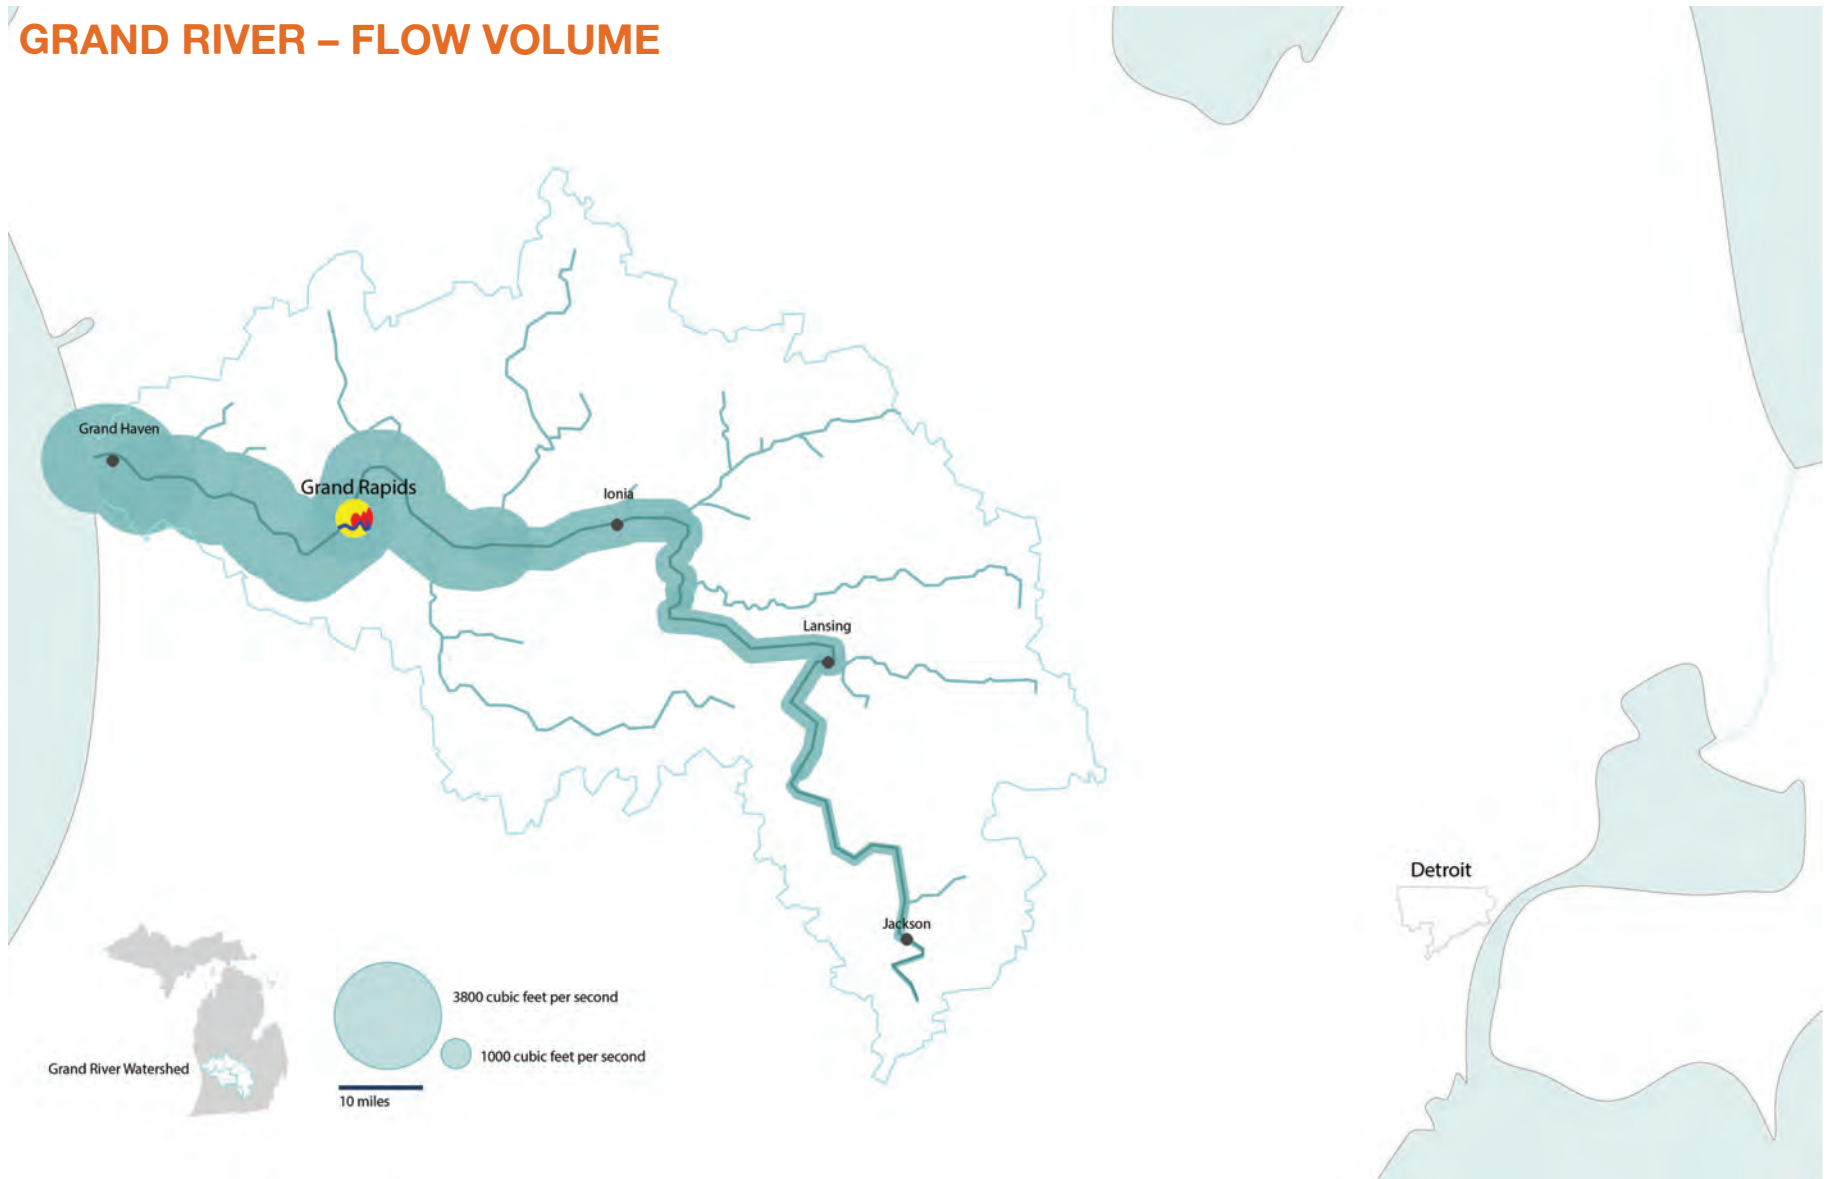 GRAND RIVER – FLOW VOLUME
Grand Haven
Grand Rapids
Ionia
Lansing
Jackson
Detroit
3800 cubic feet per second
1000 cubic feet per second
Grand River Watershed
10 miles